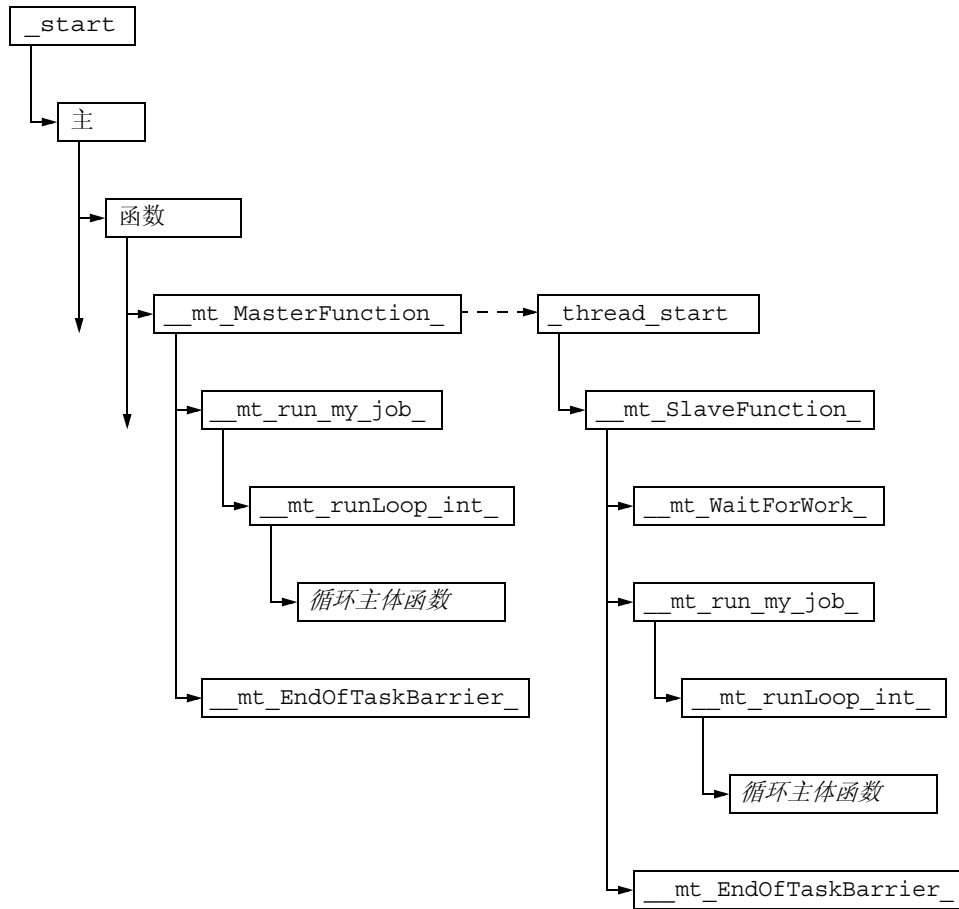 _start
主
函数
__mt_MasterFunction_
_thread_start
__mt_run_my_job_
__mt_SlaveFunction_
__mt_runLoop_int_
__mt_WaitForWork_
循环主体函数
__mt_run_my_job_
__mt_EndOfTaskBarrier_
__mt_runLoop_int_
循环主体函数
__mt_EndOfTaskBarrier_